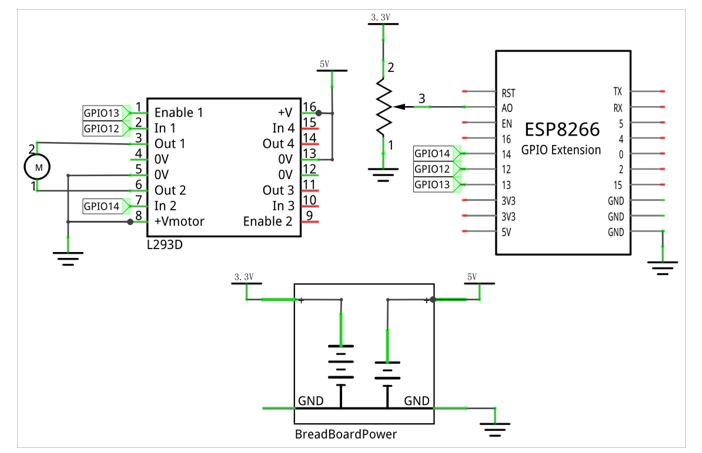 3.3V
5V
GPIO13
1
Enable 1
+V
16
GPIO12
2
In 1
In 4
15
3
Out 1
Out 4
14
4
0V
0V
13
5
0V
0V
12
6
Out 2
Out 3
11
GPIO14
7
In 2
In 3
10
8
+Vmotor
Enable 2
9
L293D
2
M
1
2
3
1
ESP8266
GPIO Extension
RST
TX
AO
RX
EN
5
16
4
GPIO14
14
0
GPIO12
12
2
GPIO13
13
15
3V3
GND
3V3
GND
5V
GND
3.3V
5V
+
+
GND
GND
BreadBoardPower